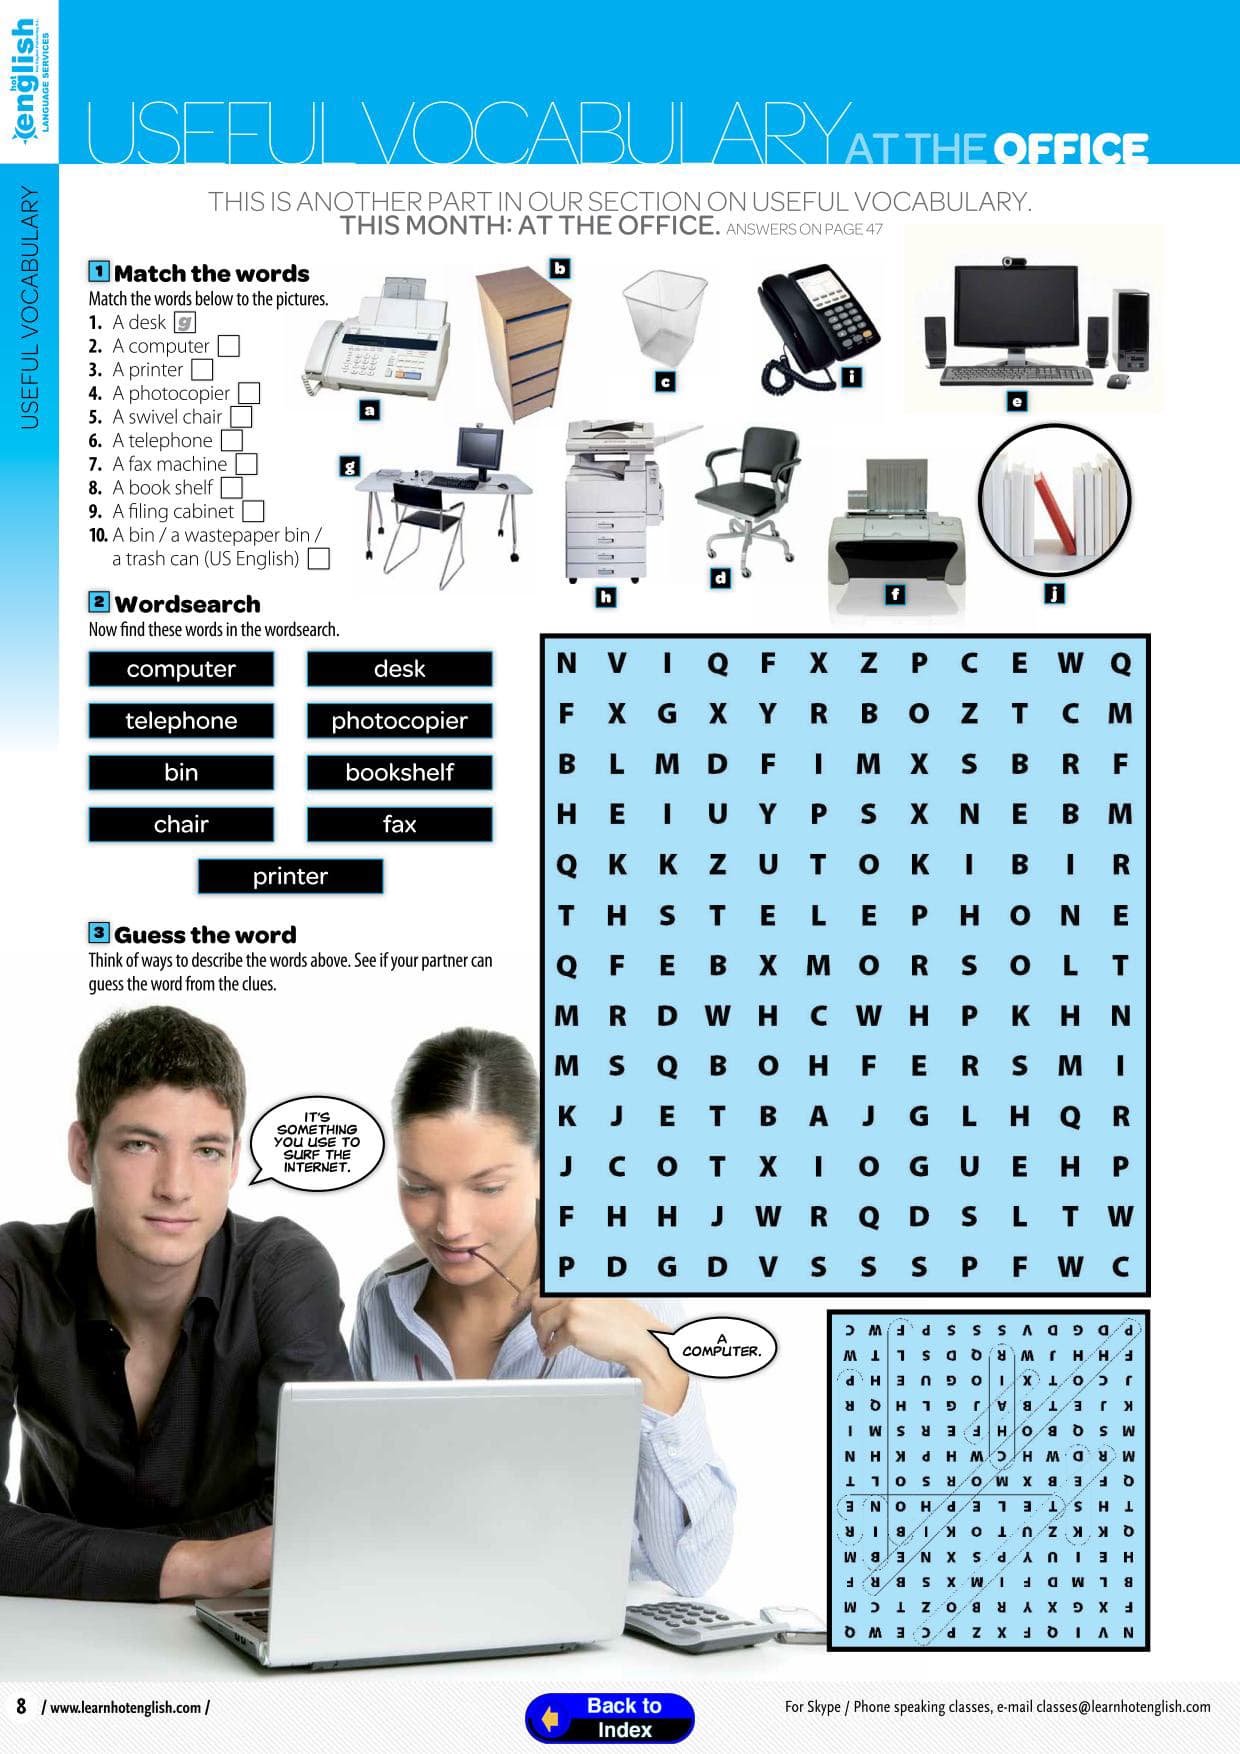 hot
english
LANGUAGE SERVICES
USEFUL VOCABULARY AT THE OFFICE
USEFUL VOCABULARY
THIS IS ANOTHER PART IN OUR SECTION ON USEFUL VOCABULARY.
THIS MONTH: AT THE OFFICE. ANSWERS ON PAGE 47
1 Match the words
Match the words below to the pictures.
1. A desk g
2. A computer
3. A printer
4. A photocopier
5. A swivel chair
6. A telephone
7. A fax machine
8. A book shelf
9. A filing cabinet
10. A bin / a wastepaper bin /
a trash can (US English)
a
b
c
i
e
g
h
d
f
j
2 Wordsearch
Now find these words in the wordsearch.
computer desk
telephone photocopier
bin bookshelf
chair fax
printer
N V I Q F X Z P C E W Q
F X G X Y R B O Z T C M
B L M D F I M X S B R F
H E I U Y P S X N E B M
Q K K Z U T O K I B I R
T H S T E L E P H O N E
Q F E B X M O R S O L T
M R D W H C W H P K H N
M S Q B O H F E R S M I
K J E T B A J G L H Q R
J C O T X I O G U E H P
F H H J W R Q D S L T W
P D G D V S S S P F W C
3 Guess the word
Think of ways to describe the words above. See if your partner can
guess the word from the clues.
IT'S
SOMETHING
YOU USE TO
SURF THE
INTERNET.
A
COMPUTER.
N V I Q F X Z P C E W Q
F X G X Y R B O Z T C M
B L M D F I M X S B R F
H E I U Y P S X N E B M
Q K K Z U T O K I B I R
T H S T E L E P H O N E
Q F E B X M O R S O L T
M R D W H C W H P K H N
M S Q B O H F E R S M I
K J E T B A J G L H Q R
J C O T X I O G U E H P
F H H J W R Q D S L T W
P D G D V S S S P F W C
8 / www.learnhotenglish.com /
Back to
Index
For Skype / Phone speaking classes, e-mail classes@learnhotenglish.com